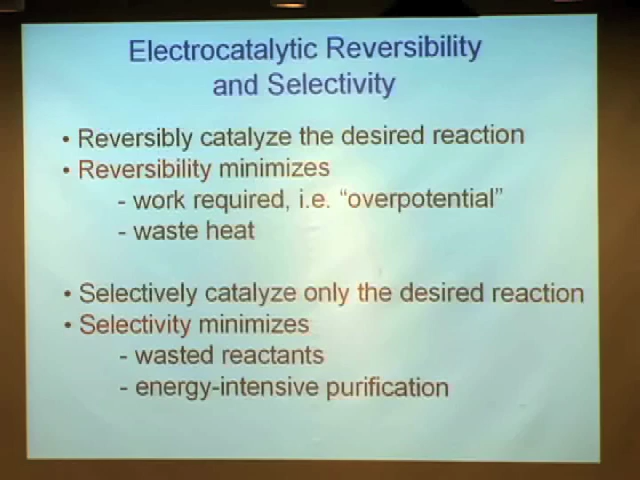 Electrocatalytic Reversibility
and Selectivity
• Reversibly catalyze the desired reaction
• Reversibility minimizes
- work required, i.e. “overpotential”
- waste heat
• Selectively catalyze only the desired reaction
• Selectivity minimizes
- wasted reactants
- energy-intensive purification